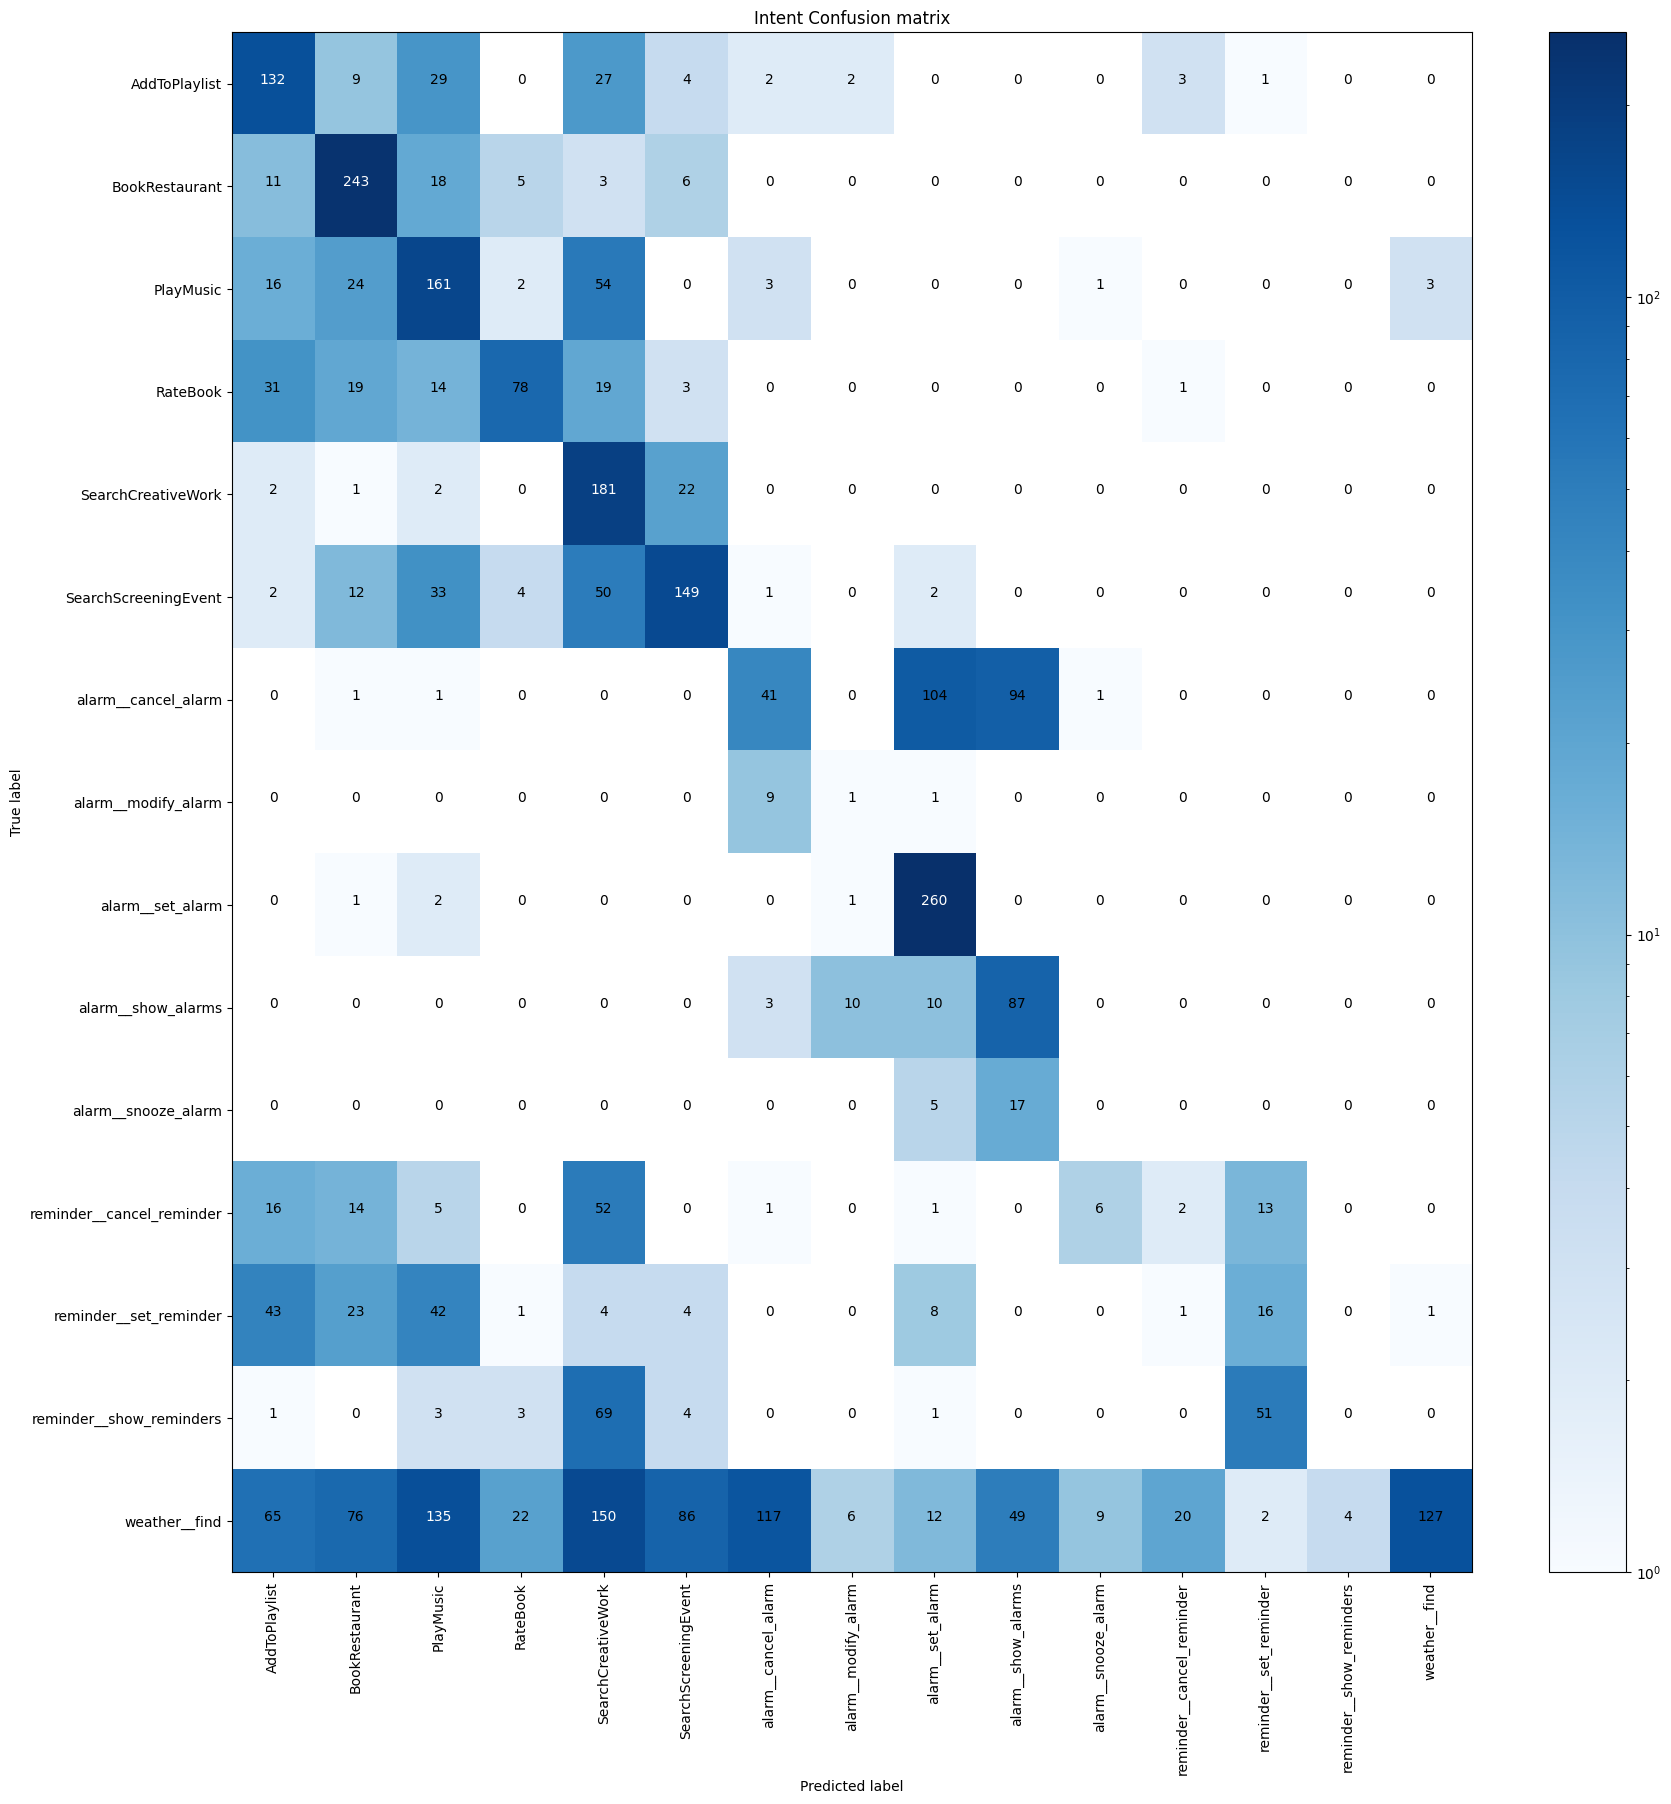 Intent Confusion matrix
AddToPlaylist 132 9 29 0 27 4 2 2 0 0 0 3 1 0 0
BookRestaurant 11 243 18 5 3 6 0 0 0 0 0 0 0 0 0
PlayMusic 16 24 161 2 54 0 3 0 0 0 1 0 0 0 3
10²
RateBook 31 19 14 78 19 3 0 0 0 0 0 1 0 0 0
SearchCreativeWork 2 1 2 0 181 22 0 0 0 0 0 0 0 0 0
SearchScreeningEvent 2 12 33 4 50 149 1 0 2 0 0 0 0 0 0
alarm__cancel_alarm 0 1 1 0 0 0 41 0 104 94 1 0 0 0 0
True label
alarm__modify_alarm 0 0 0 0 0 0 9 1 1 0 0 0 0 0 0
alarm__set_alarm 0 1 2 0 0 0 0 1 260 0 0 0 0 0 0
10¹
alarm__show_alarms 0 0 0 0 0 0 3 10 10 87 0 0 0 0 0
alarm__snooze_alarm 0 0 0 0 0 0 0 0 5 17 0 0 0 0 0
reminder__cancel_reminder 16 14 5 0 52 0 1 0 1 0 6 2 13 0 0
reminder__set_reminder 43 23 42 1 4 4 0 0 8 0 0 1 16 0 1
reminder__show_reminders 1 0 3 3 69 4 0 0 1 0 0 0 51 0 0
weather__find 65 76 135 22 150 86 117 6 12 49 9 20 2 4 127
10⁰
AddToPlaylist
BookRestaurant
PlayMusic
RateBook
SearchCreativeWork
SearchScreeningEvent
alarm__cancel_alarm
alarm__modify_alarm
alarm__set_alarm
alarm__show_alarms
alarm__snooze_alarm
reminder__cancel_reminder
reminder__set_reminder
reminder__show_reminders
weather__find
Predicted label